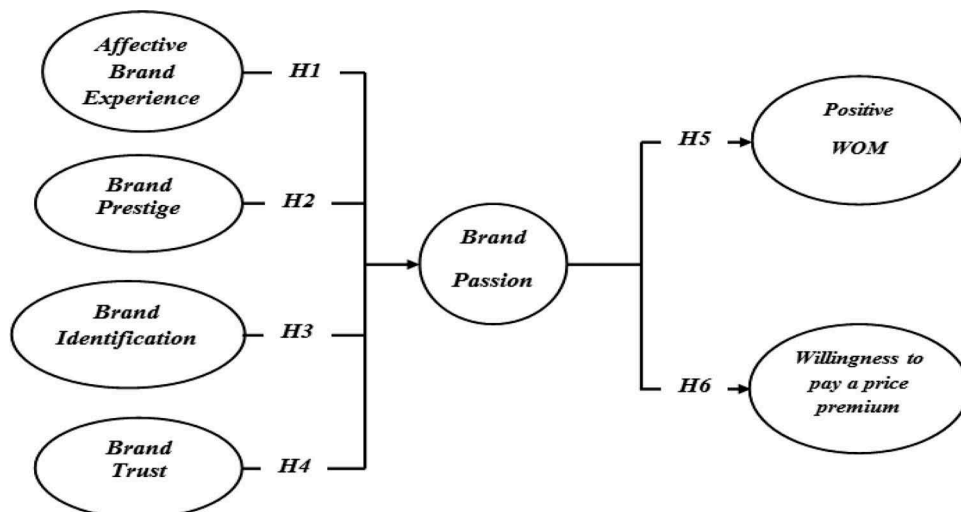 Affective
Brand
Experience
H1
Brand
Prestige
H2
Brand
Identification
H3
Brand
Trust
H4
Brand
Passion
H5
Positive
WOM
H6
Willingness to
pay a price
premium